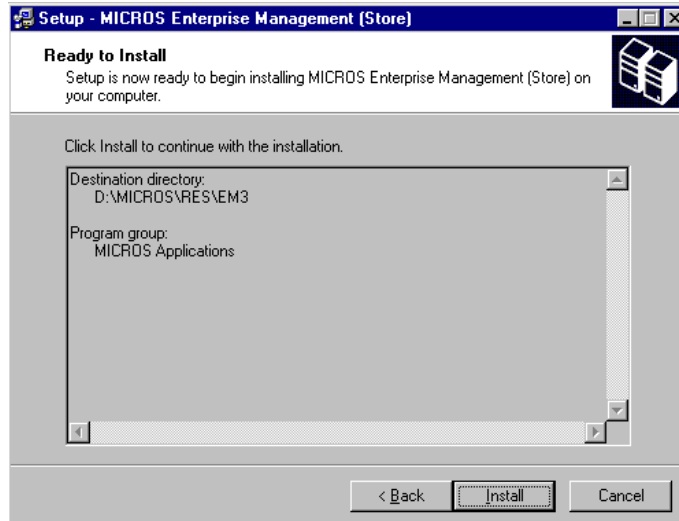 Setup - MICROS Enterprise Management (Store)
Ready to Install
Setup is now ready to begin installing MICROS Enterprise Management (Store) on
your computer.
Click Install to continue with the installation.
Destination directory:
D:\MICROS\RES\EM3
Program group:
MICROS Applications
< Back Install Cancel